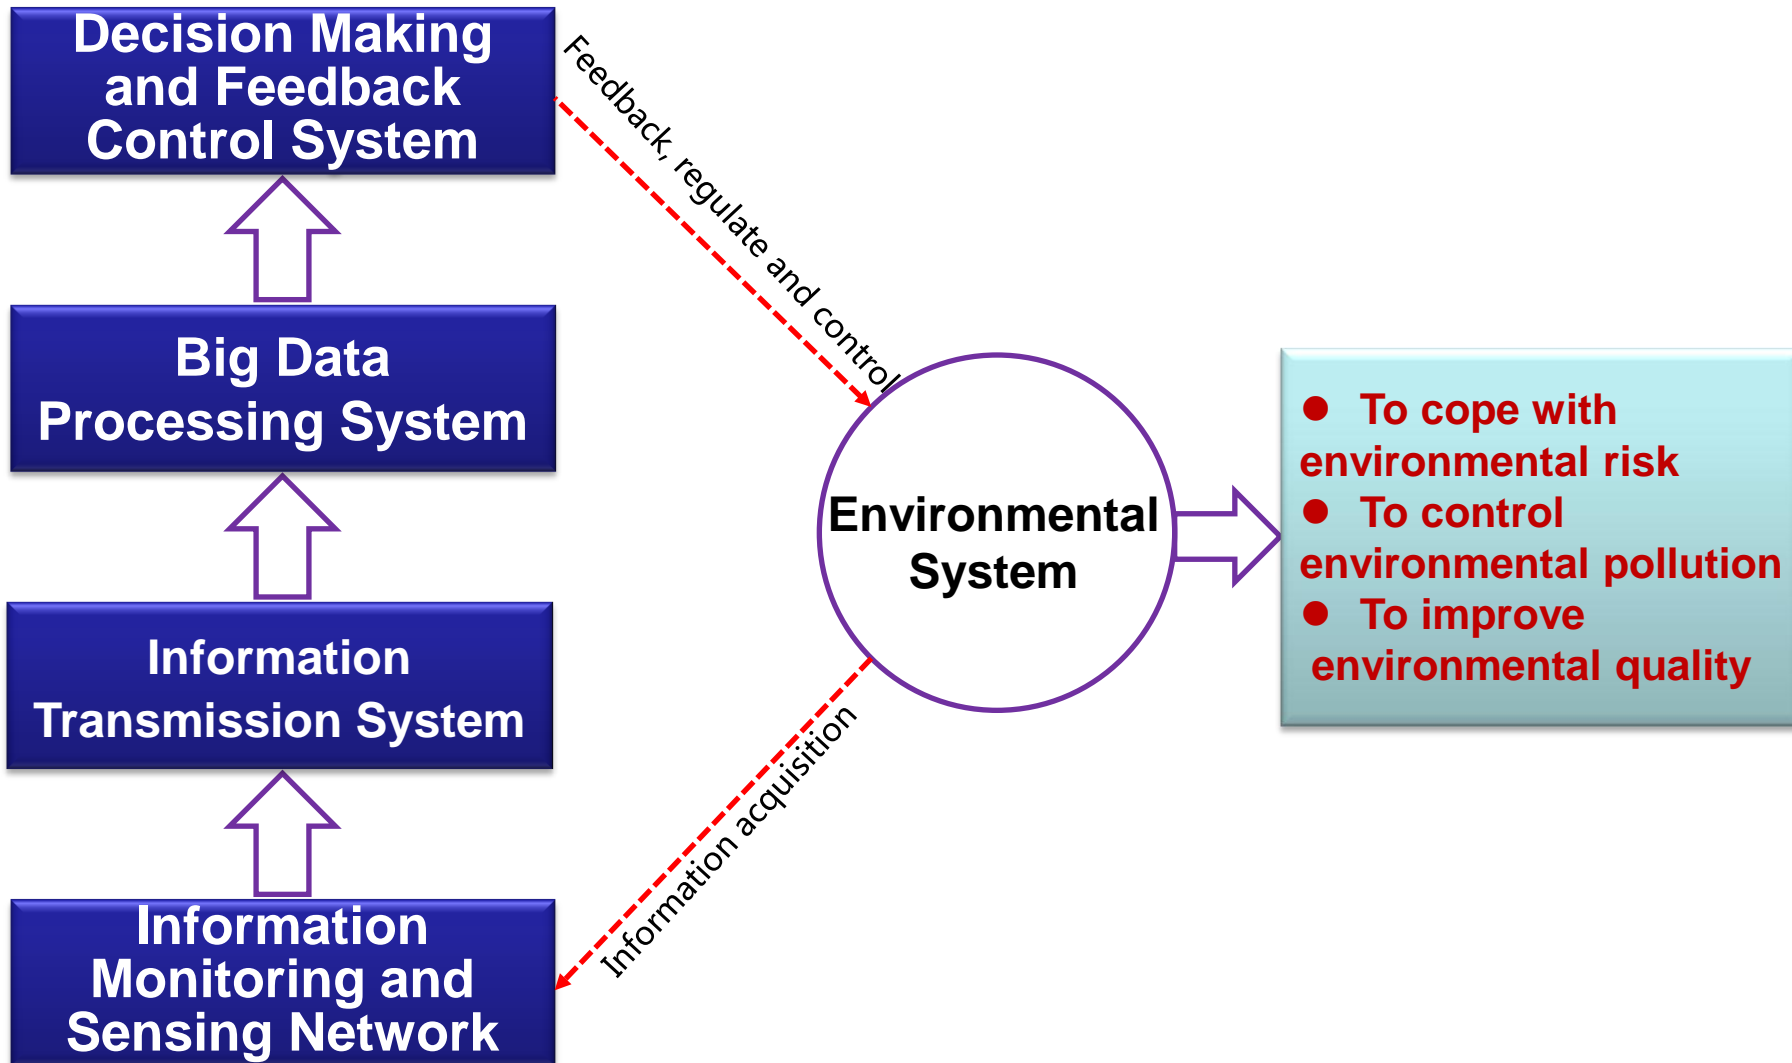 Decision Making
and Feedback
Control System
Feedback, regulate and control
Big Data
Processing System
Information
Transmission System
Information
Monitoring and
Sensing Network
Information acquisition
Environmental
System
● To cope with
environmental risk
● To control
environmental pollution
● To improve
environmental quality